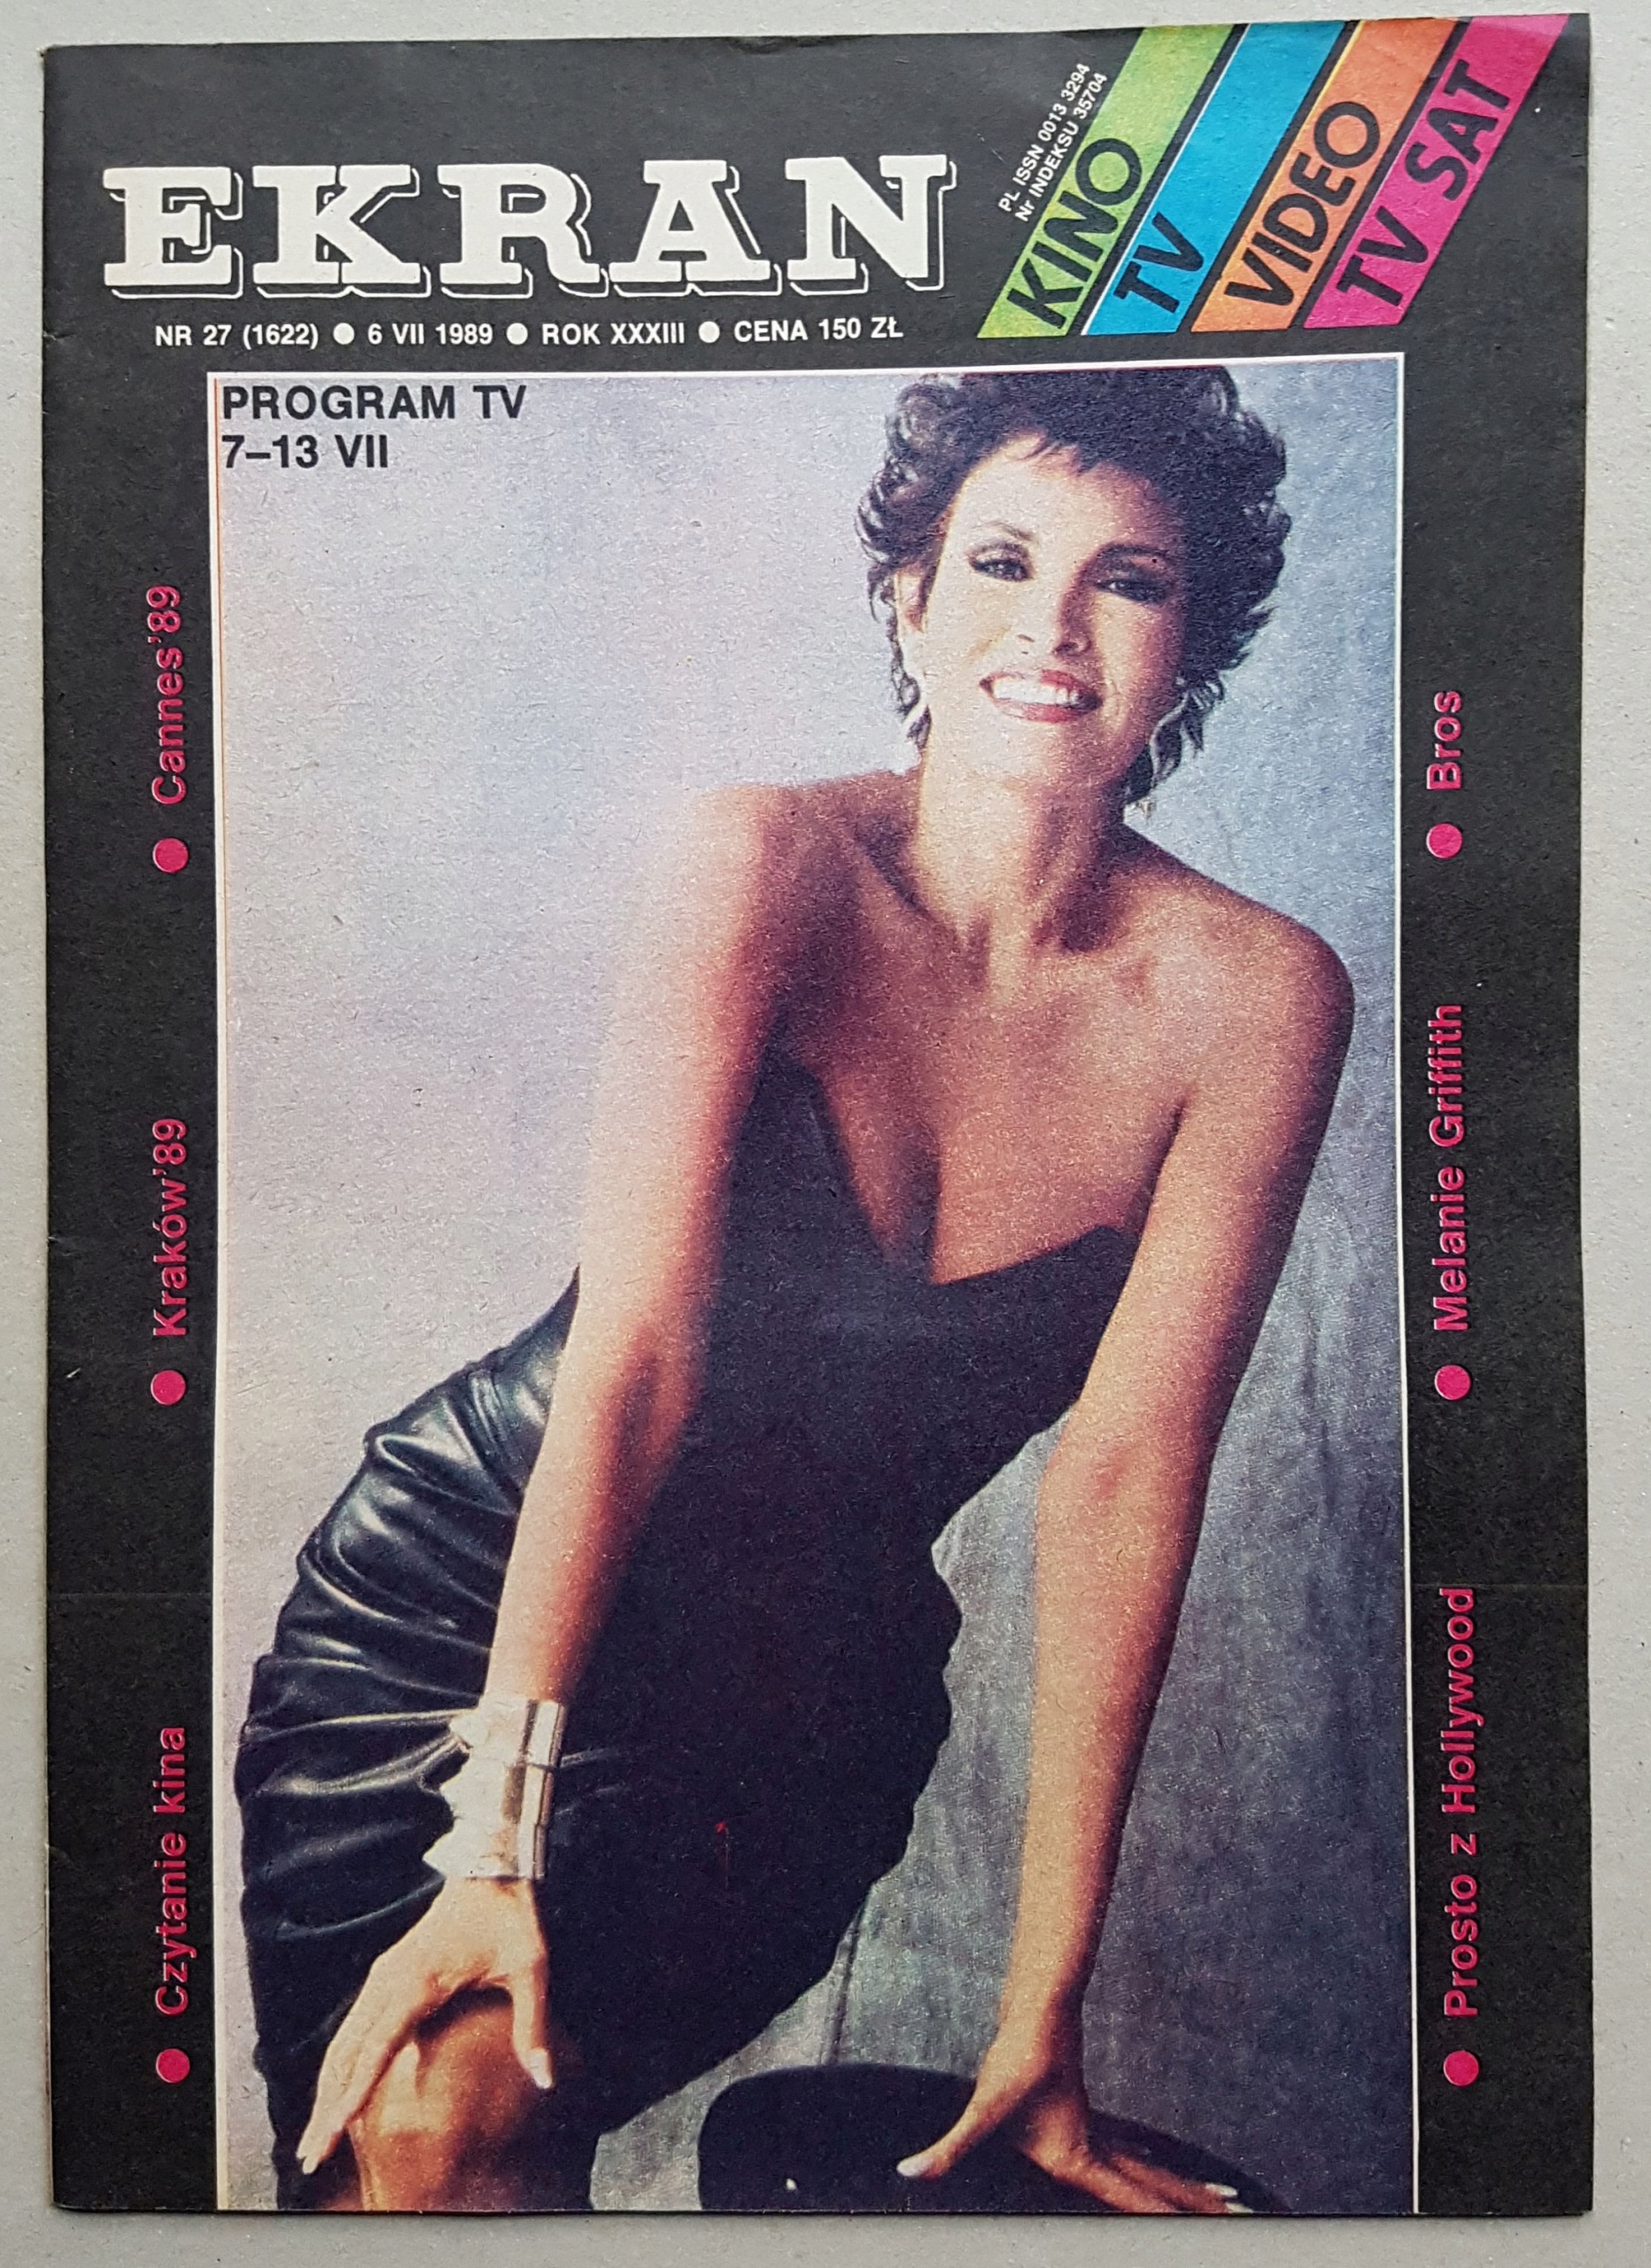 PL ISSN 0013 3294
Nr INDEKSU 35704
KINO
TV
VIDEO
TV SAT
EKRAN
NR 27 (1622) ● 6 VII 1989 ● ROK XXXIII ● CENA 150 ZŁ
PROGRAM TV
7–13 VII
● Czytanie kina ● Kraków'89 ● Cannes'89
● Prosto z Hollywood ● Melanie Griffith ● Bros